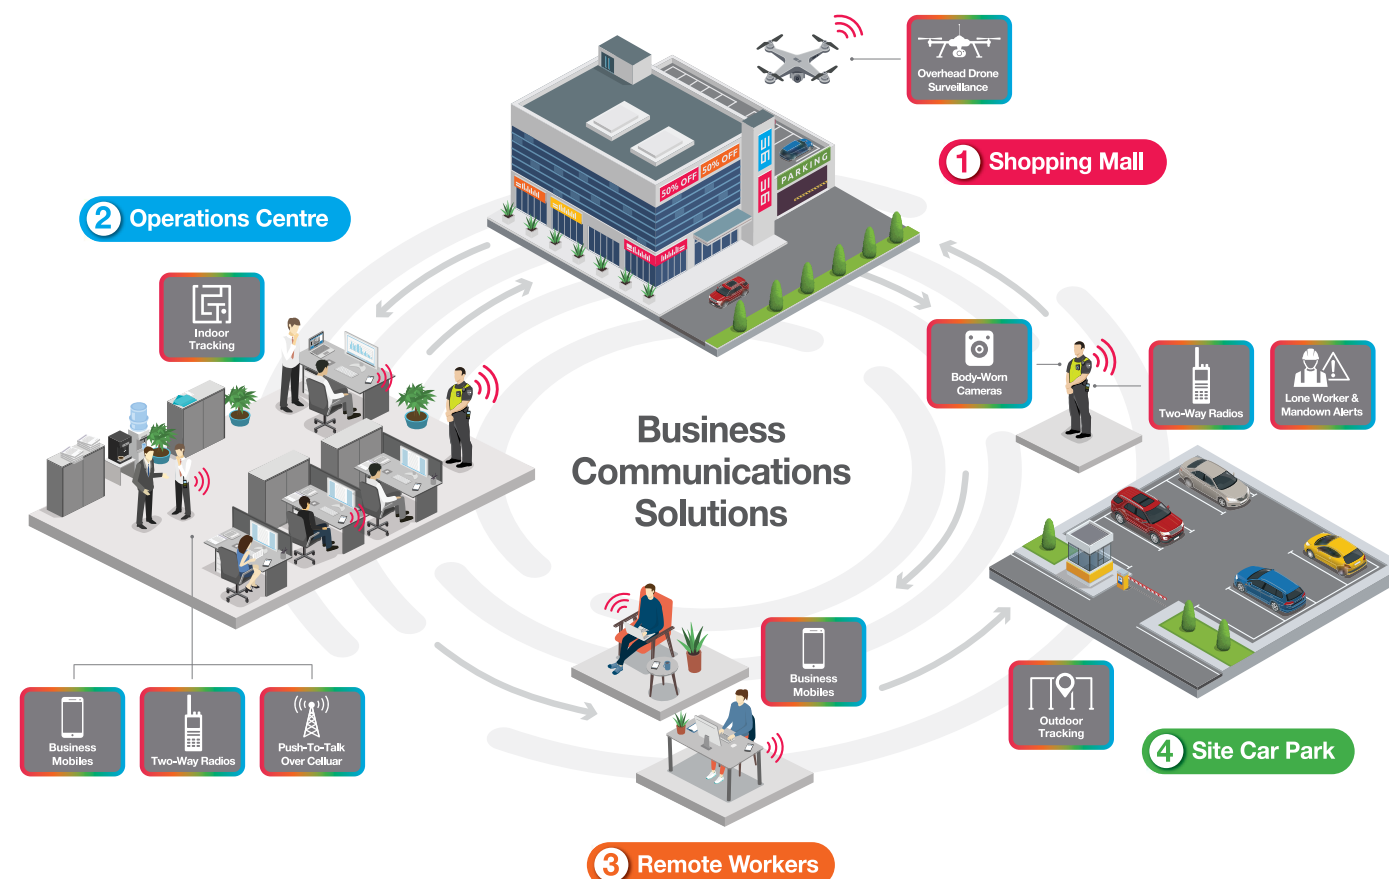 Overhead Drone
Surveillance
1 Shopping Mall
50% OFF
50% OFF
PARKING
2 Operations Centre
Indoor
Tracking
Body-Worn
Cameras
Two-Way Radios
Lone Worker &
Mandown Alerts
Business
Communications
Solutions
Business
Mobiles
Outdoor
Tracking
Business
Mobiles
Two-Way Radios
Push-To-Talk
Over Celluar
4 Site Car Park
3 Remote Workers